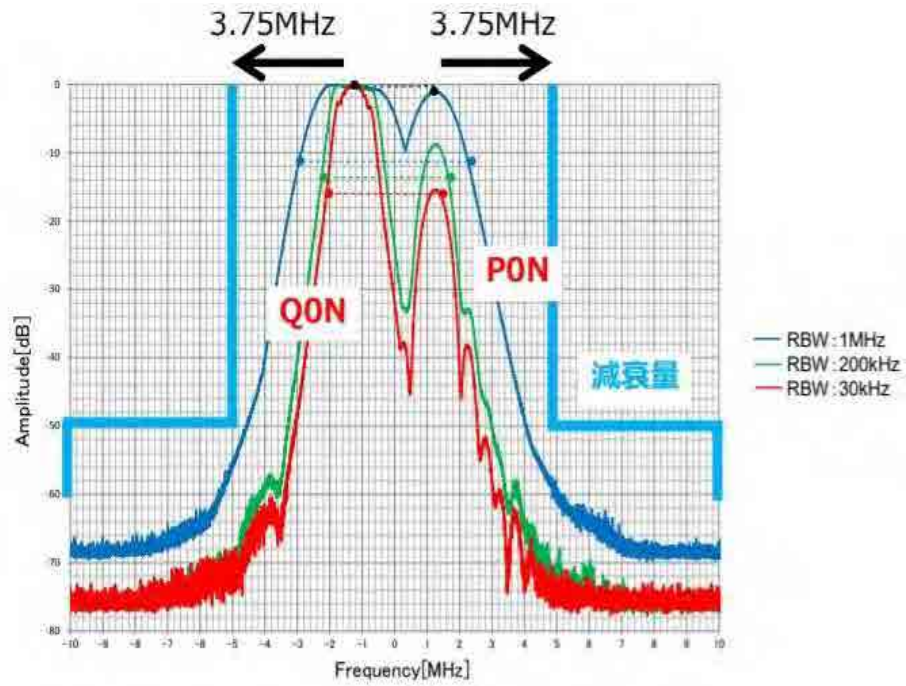 3.75MHz 3.75MHz
0
-10
-20
-30
-40
-50
-60
-70
-80
Amplitude[dB]
Q0N
P0N
減衰量
RBW:1MHz
RBW:200kHz
RBW:30kHz
-10 -9 -8 -7 -6 -5 -4 -3 -2 -1 0 1 2 3 4 5 6 7 8 9 10
Frequency[MHz]